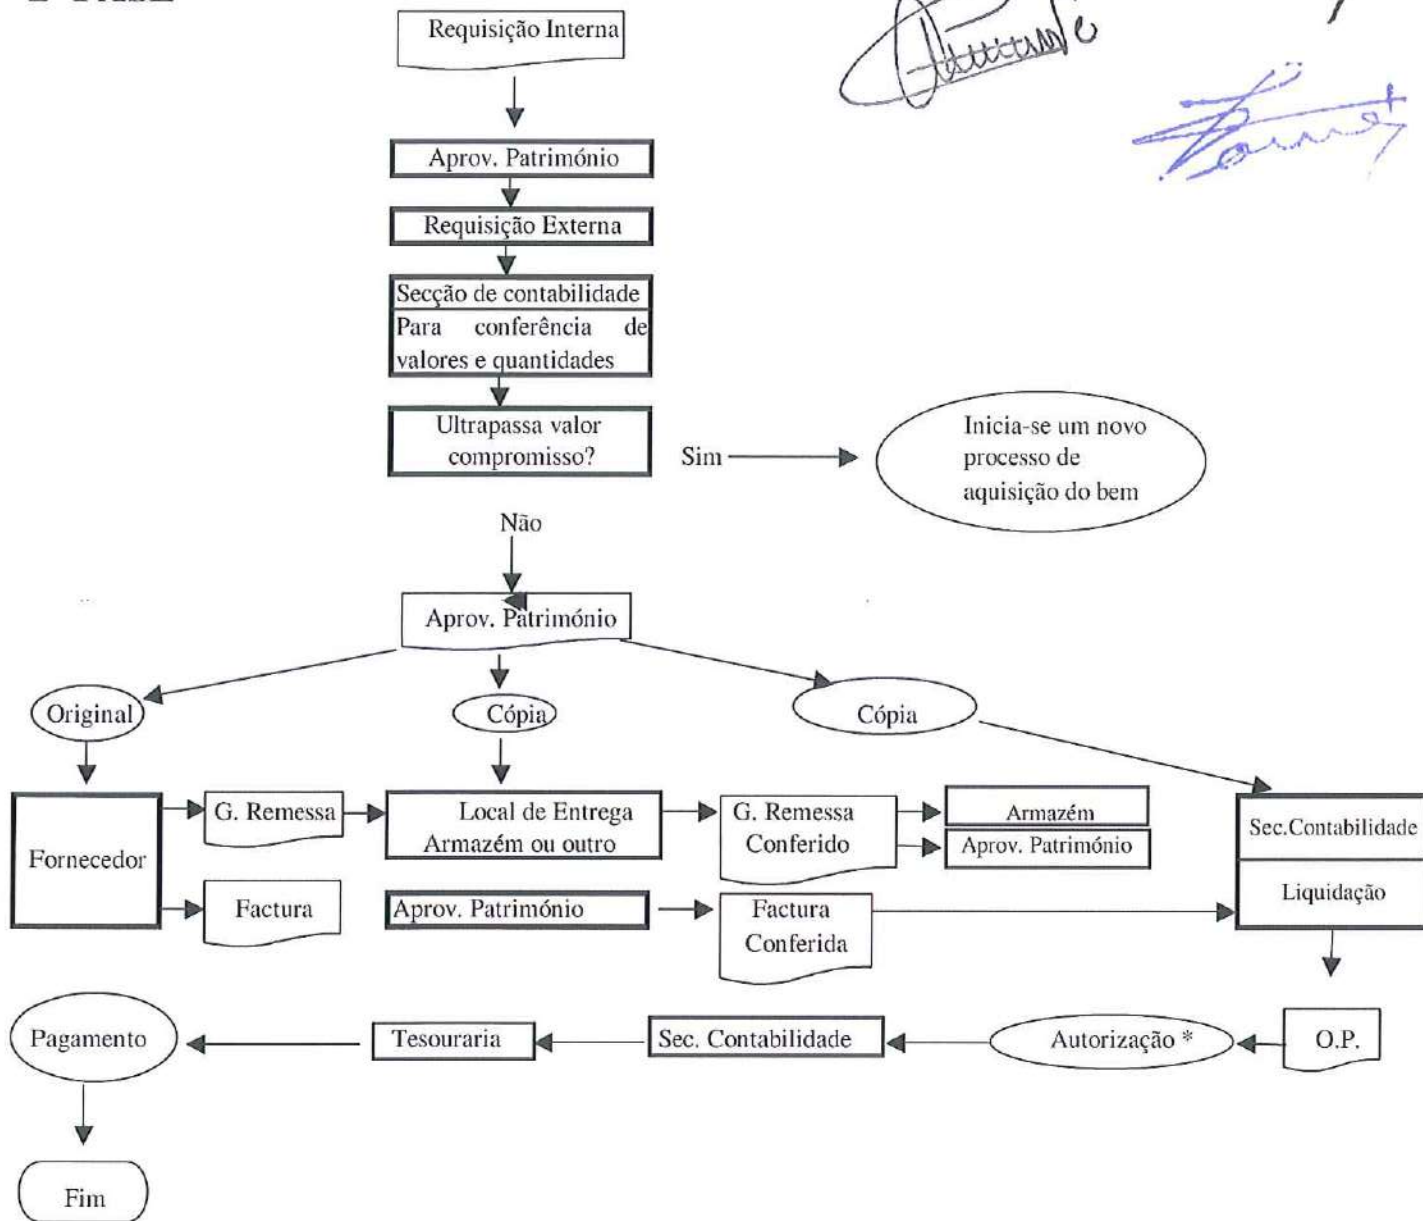 Requisição Interna
Aprov. Património
Requisição Externa
Secção de contabilidade
Para conferência de
valores e quantidades
Ultrapassa valor
compromisso?
Sim
Inicia-se um novo
processo de
aquisição do bem
Não
Aprov. Património
Original
Cópia
Cópia
Fornecedor
G. Remessa
Local de Entrega
Armazém ou outro
G. Remessa
Conferido
Armazém
Aprov. Património
Sec.Contabilidade
Liquidação
Factura
Aprov. Património
Factura
Conferida
Pagamento
Tesouraria
Sec. Contabilidade
Autorização *
O.P.
Fim